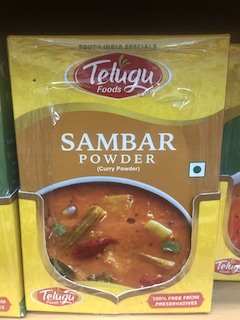 SOUTH INDIA SPECIALS
Telugu
Foods
SAMBAR
POWDER
(Curry Powder)
Telugu
Foods
100% FREE FROM
PRESERVATIVES